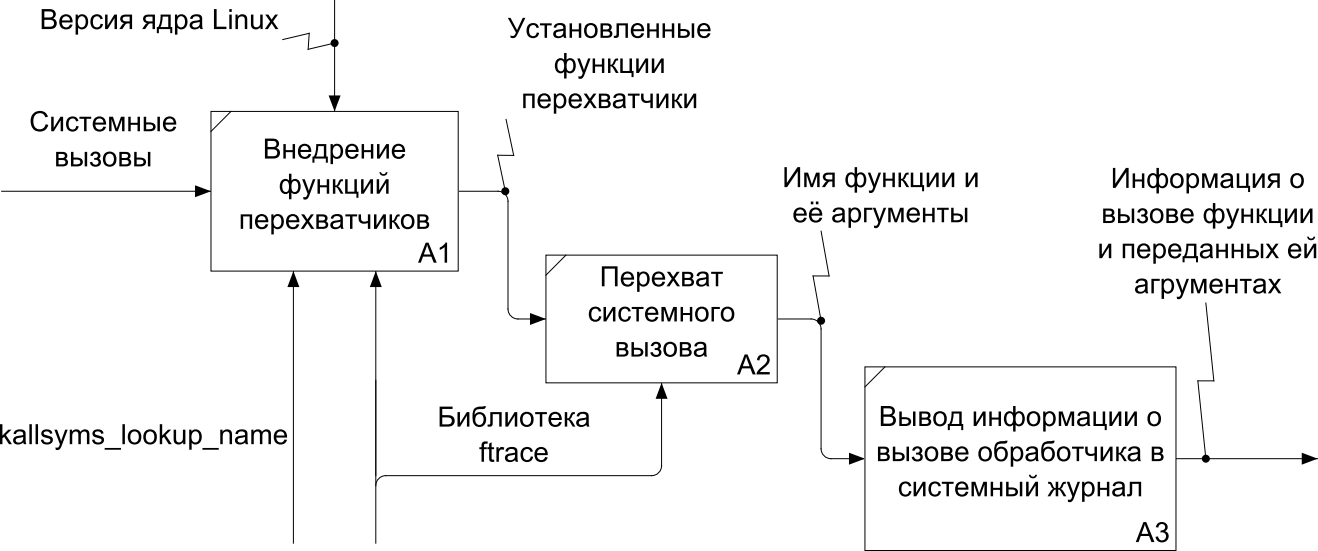 Версия ядра Linux
Установленные
функции
перехватчики
Системные
вызовы
Внедрение
функций
перехватчиков
A1
Имя функции и
её аргументы
Информация о
вызове функции
и переданных ей
агрументах
Перехват
системного
вызова
A2
kallsyms_lookup_name
Библиотека
ftrace
Вывод информации о
вызове обработчика в
системный журнал
A3